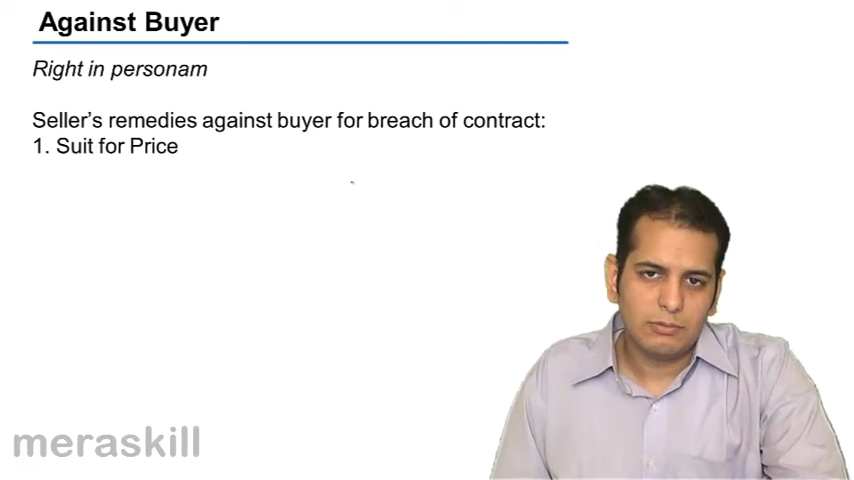 Against Buyer
Right in personam
Seller's remedies against buyer for breach of contract:
1. Suit for Price
meraskill